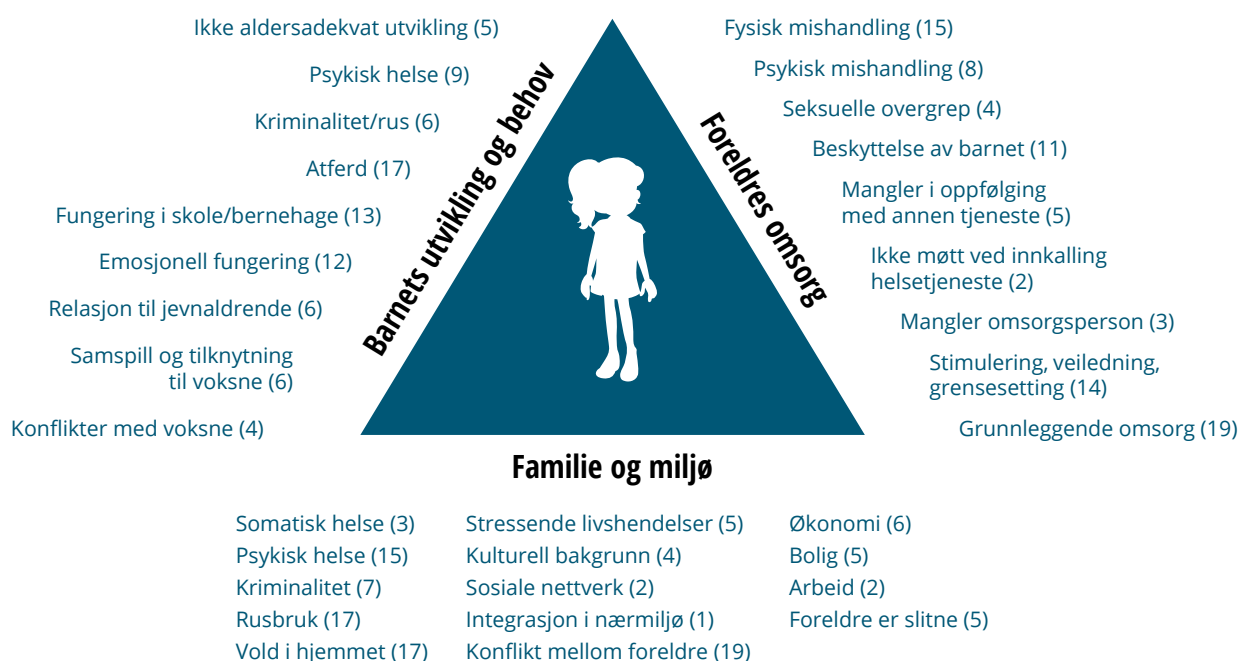 Ikke aldersadekvat utvikling (5)
Psykisk helse (9)
Kriminalitet/rus (6)
Atferd (17)
Fungering i skole/bernehage (13)
Emosjonell fungering (12)
Relasjon til jevnaldrende (6)
Samspill og tilknytning
til voksne (6)
Konflikter med voksne (4)
Barnets utvikling og behov
Foreldres omsorg
Fysisk mishandling (15)
Psykisk mishandling (8)
Seksuelle overgrep (4)
Beskyttelse av barnet (11)
Mangler i oppfølging
med annen tjeneste (5)
Ikke møtt ved innkalling
helsetjeneste (2)
Mangler omsorgsperson (3)
Stimulering, veiledning,
grensesetting (14)
Grunnleggende omsorg (19)
Familie og miljø
Somatisk helse (3)
Psykisk helse (15)
Kriminalitet (7)
Rusbruk (17)
Vold i hjemmet (17)
Stressende livshendelser (5)
Kulturell bakgrunn (4)
Sosiale nettverk (2)
Integrasjon i nærmiljø (1)
Konflikt mellom foreldre (19)
Økonomi (6)
Bolig (5)
Arbeid (2)
Foreldre er slitne (5)